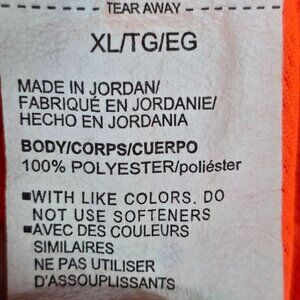 TEAR AWAY
XL/TG/EG
MADE IN JORDAN/
FABRIQUÉ EN JORDANIE/
HECHO EN JORDANIA
BODY/CORPS/CUERPO
100% POLYESTER/poliéster
■WITH LIKE COLORS. DO
NOT USE SOFTENERS
■AVEC DES COULEURS
SIMILAIRES
NE PAS UTILISER
D'ASSOUPLISSANTS